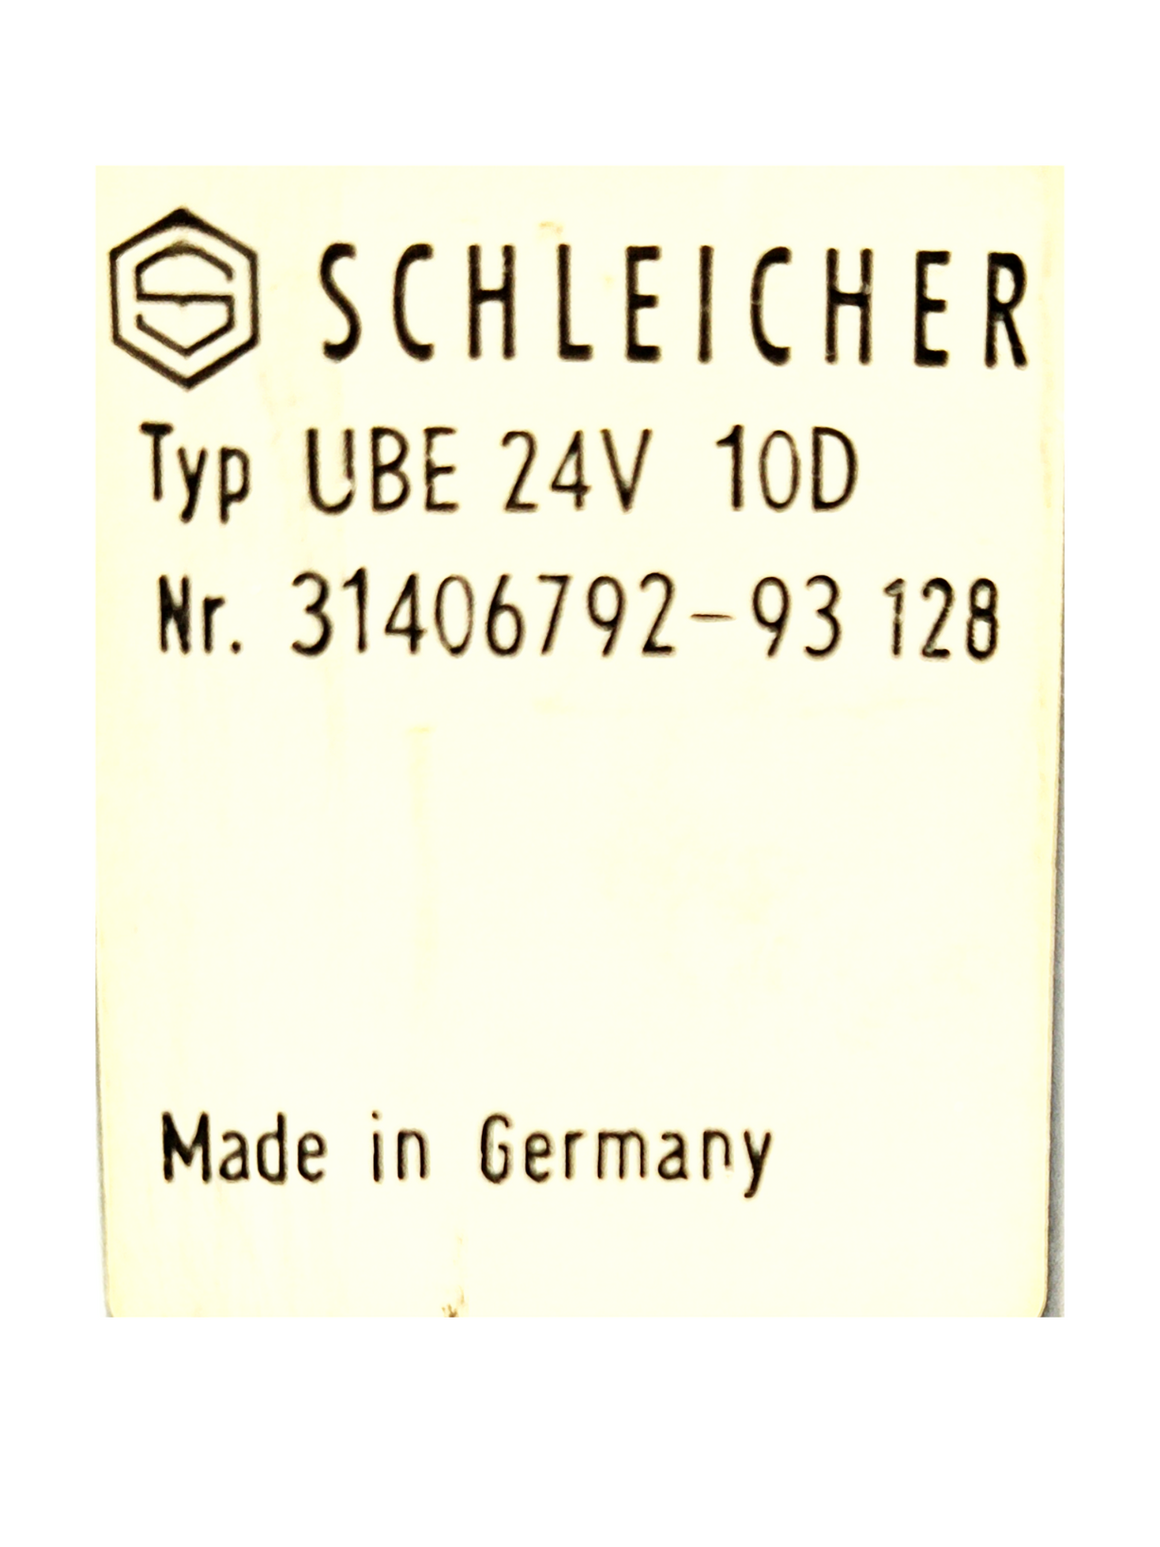 SCHLEICHER
Typ UBE 24V 10D
Nr. 31406792-93 128
Made in Germany